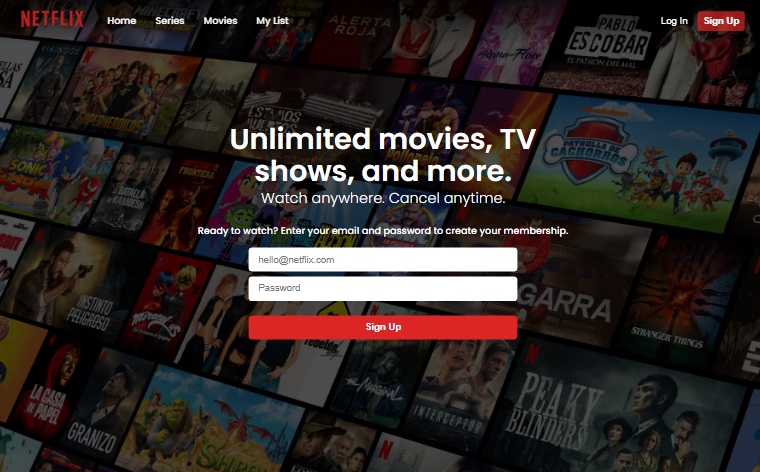 NETFLIX
Home
Series
Movies
My List
Log In
Sign Up
ALERTA
ROJA
PABLO
ESCOBAR
EL PATRÓN DEL MAL
VIKINGOS
PATRULLA DE
CACHORROS
Unlimited movies, TV
shows, and more.
Watch anywhere. Cancel anytime.
Ready to watch? Enter your email and password to create your membership.
hello@netflix.com
Password
Sign Up
SONIC
BATALLA
FRONTERA
INSTINTO
PELIGROSO
GARRA
STRANGER THINGS
LA CASA
DE PAPEL
GRANIZO
INTERCEPTOR
PEAKY
BLINDERS